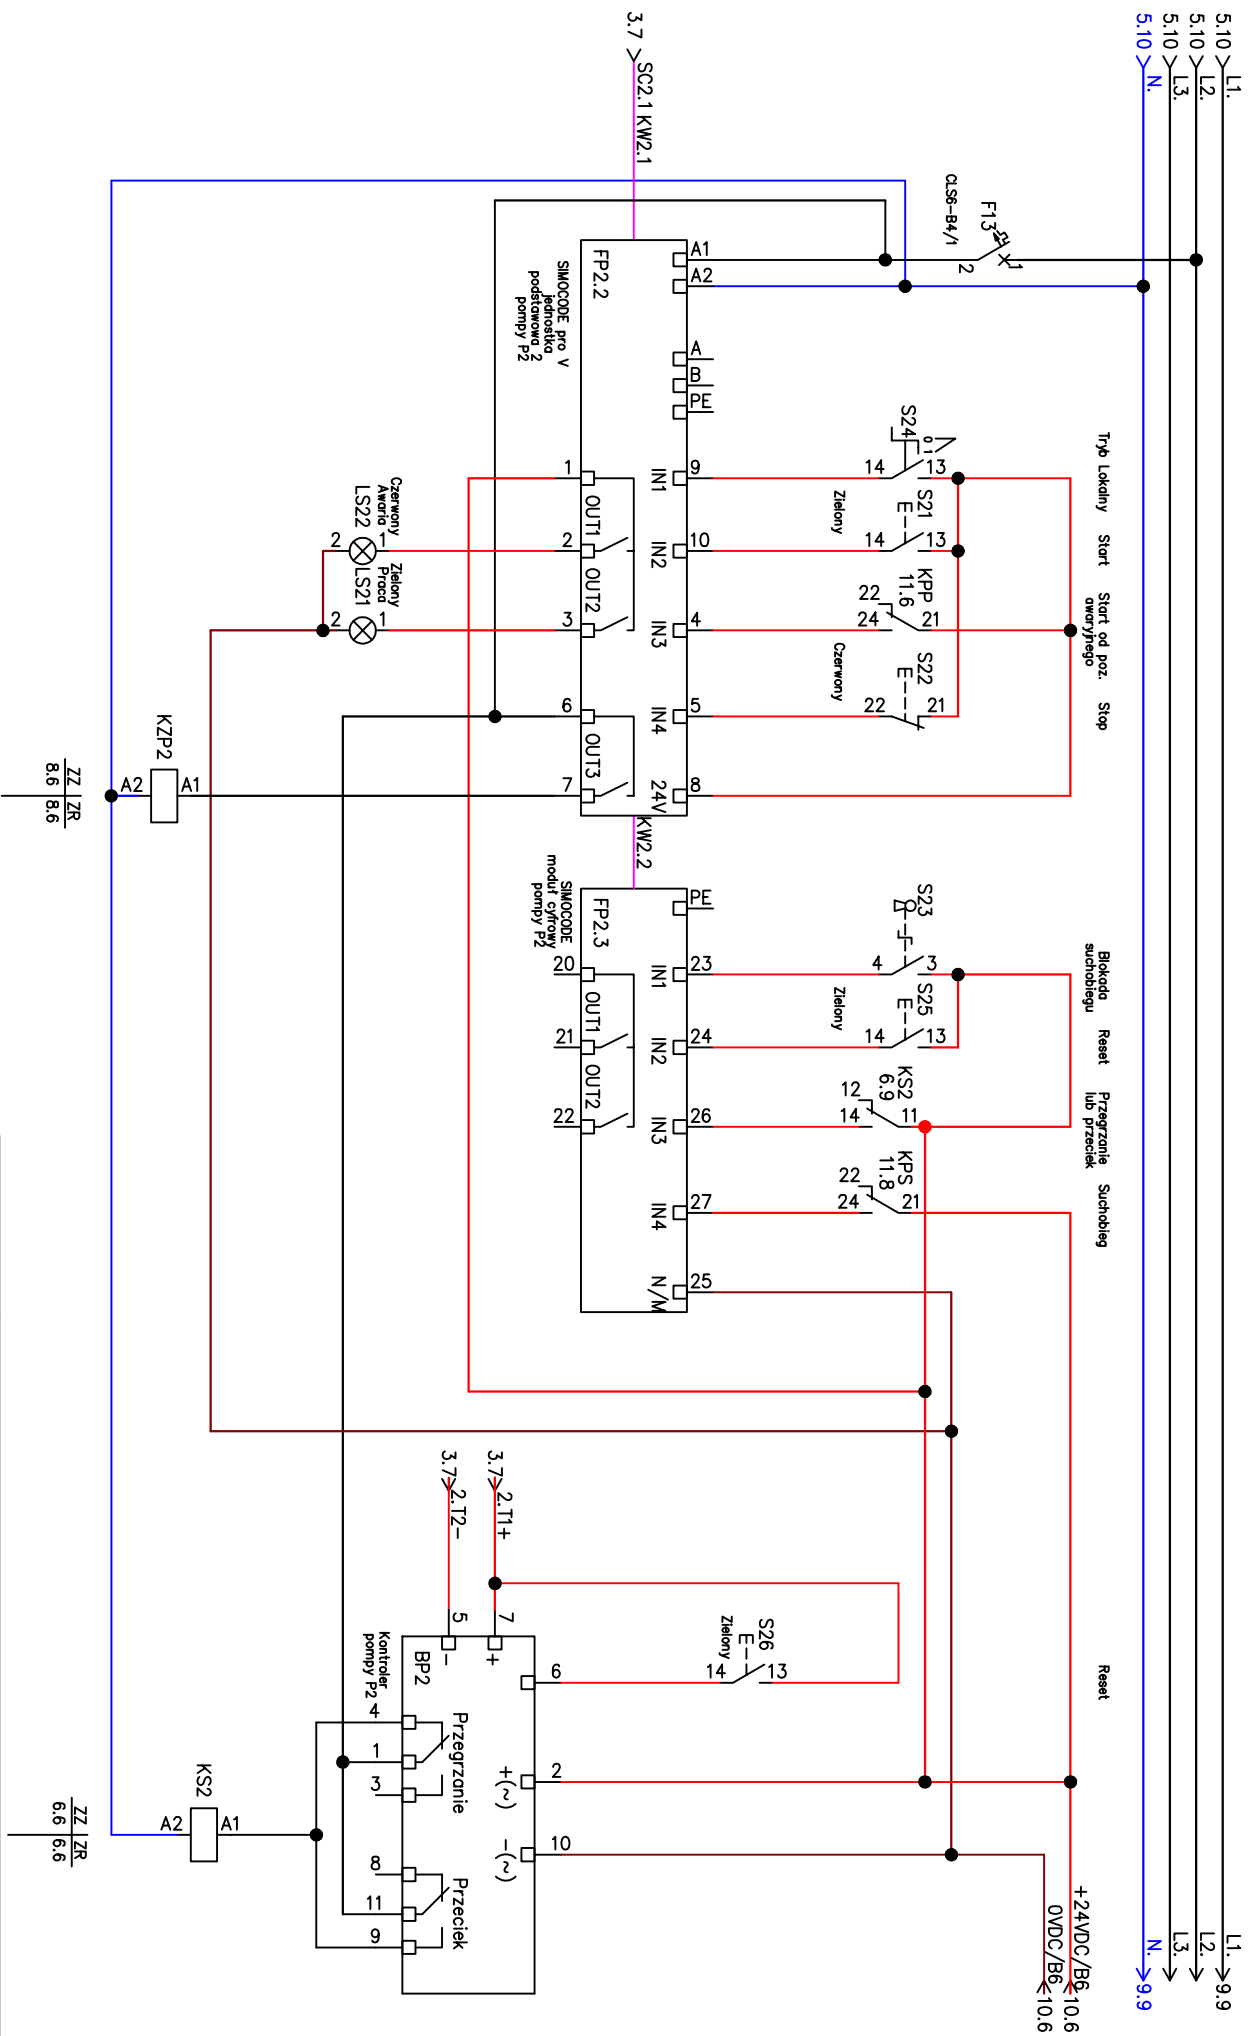 5.10
L1.
5.10
L2.
5.10
L3.
5.10
N.
3.7
SC2.1 KW2.1
F13
CLS6-B4/1
1
2
A1
A2
A
B
PE
FP2.2
SIMOCODE pro V
jednostka
podstawowa 2
pompy P2
Tryb Lokalny
Start
Start od poz.
awaryjnego
Stop
S24
0 1
14
13
S21
14
13
Zielony
KPP
11.6
22
24
21
S22
22
21
Czerwony
IN1
9
IN2
10
IN3
4
IN4
5
24V
8
1
OUT1
2
OUT2
3
6
OUT3
7
Czerwony
Awaria
LS22
2
1
Zielony
Praca
LS21
2
1
KZP2
A2
A1
ZZ
ZR
8.6
8.6
KW2.2
FP2.3
SIMOCODE
moduł cyfrowy
pompy P2
PE
Blokada
suchobiegu
Reset
Przegrzanie
lub przeciek
Suchobieg
S23
4
3
S25
14
13
Zielony
KS2
6.9
12
14
11
KPS
11.8
22
24
21
IN1
23
IN2
24
IN3
26
IN4
27
N/M
25
20
OUT1
21
OUT2
22
3.7
2.T1+
3.7
2.T2-
7
+
5
-
BP2
Kontroler
pompy P2
S26
14
13
Zielony
Reset
6
2
+(~)
10
-(~)
4
Przegrzanie
1
3
8
Przeciek
11
9
KS2
A2
A1
ZZ
ZR
6.6
6.6
L1.
9.9
L2.
L3.
N.
9.9
+24VDC/B6
10.6
0VDC/B6
10.6